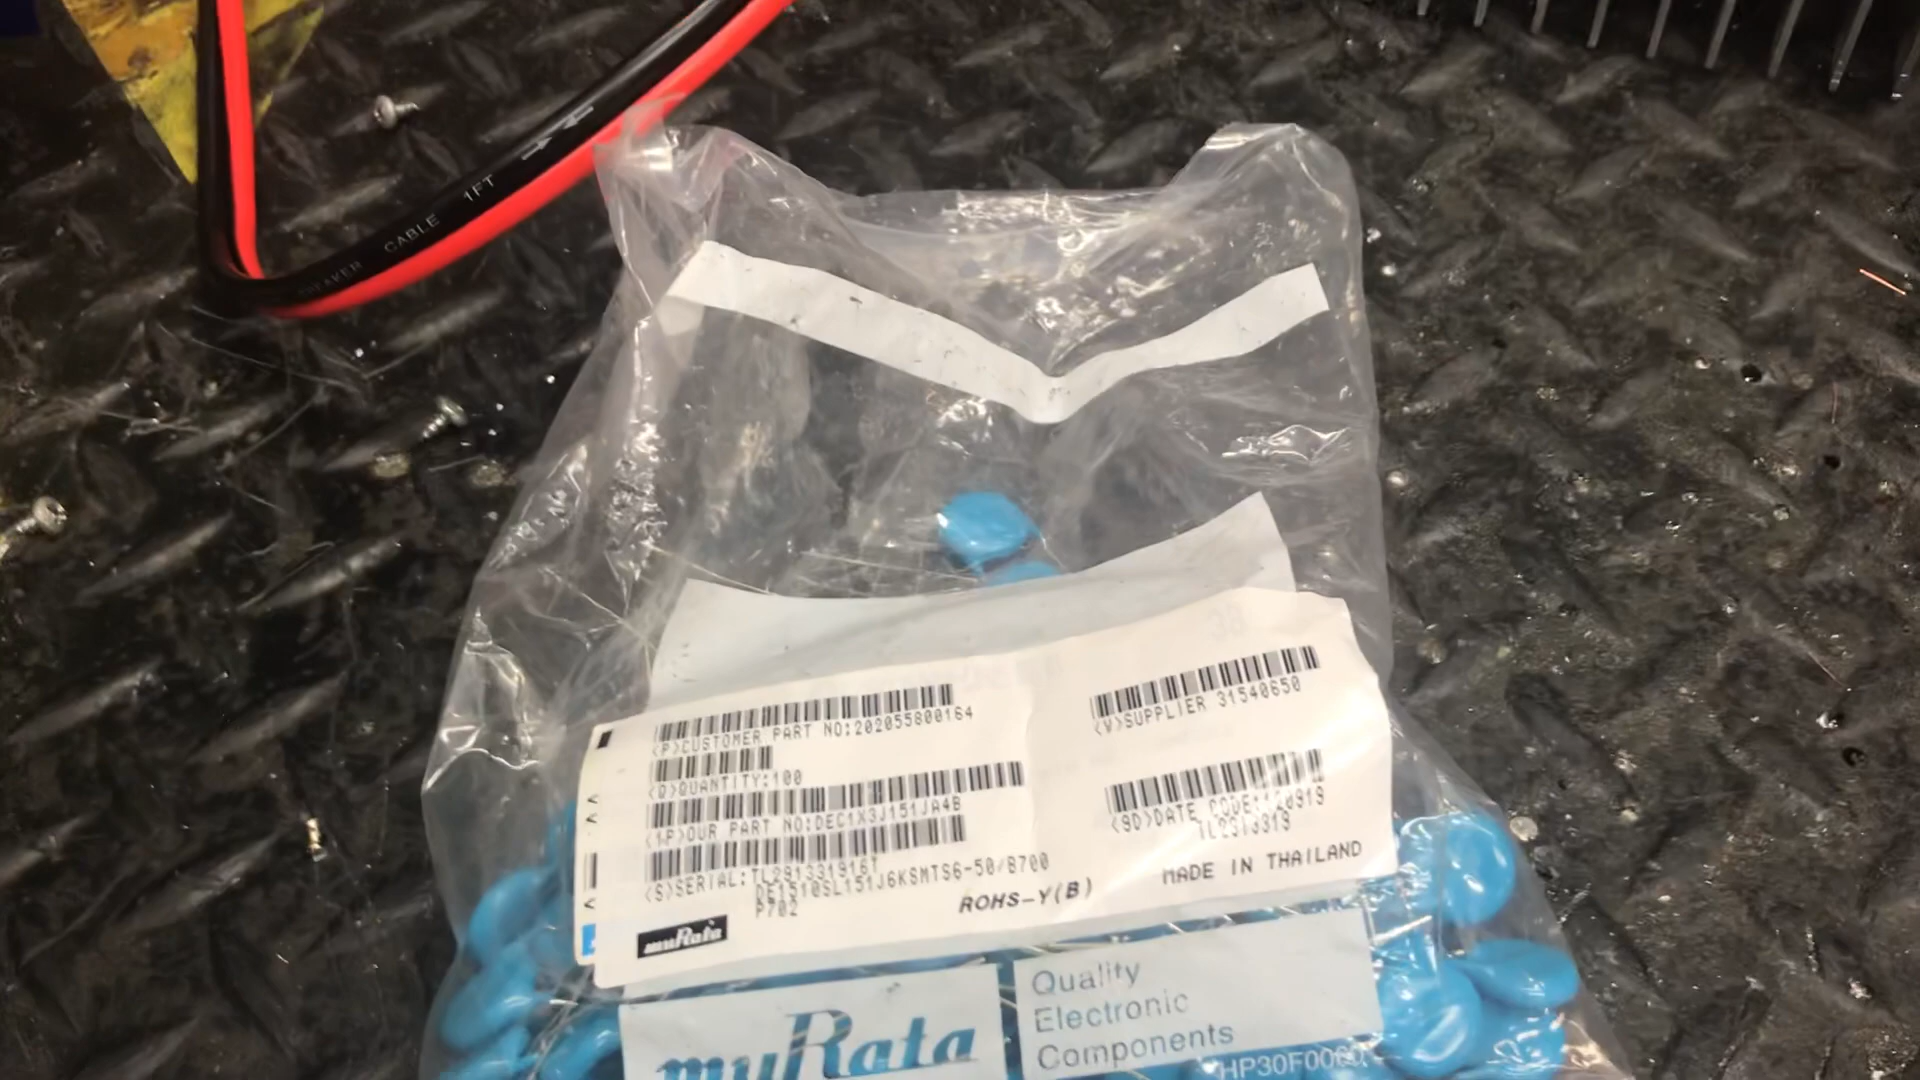 CABLE 1FT
(P)CUSTOMER PART NO:202055800164
(Q)QUANTITY:100
(1P)OUR PART NO:DEC1X3J151JA4B
(S)SERIAL:TL291331916T
DE1510SL151J6KSMTS6-50/B700
P702
ROHS-Y(B)
muRata
(V)SUPPLIER 31540650
(9D)DATE
MADE IN THAILAND
muRata
Quality
Electronic
Components